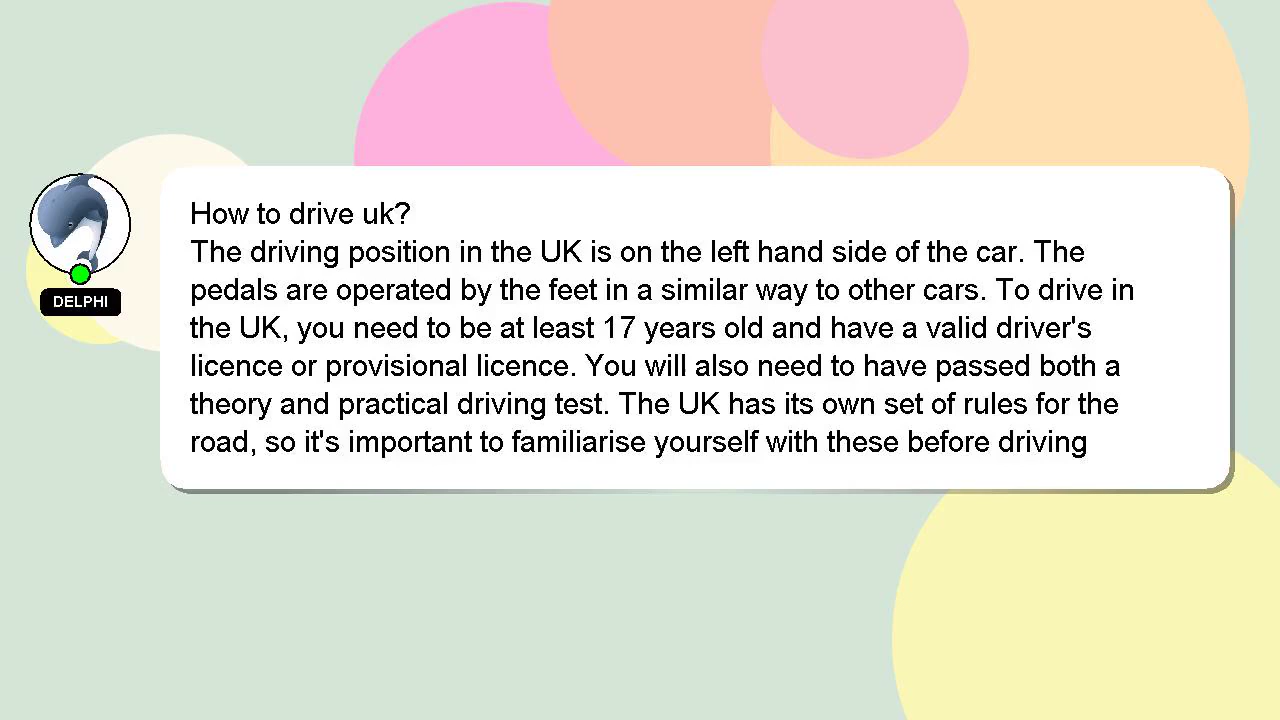 How to drive uk?
The driving position in the UK is on the left hand side of the car. The
pedals are operated by the feet in a similar way to other cars. To drive in
the UK, you need to be at least 17 years old and have a valid driver's
licence or provisional licence. You will also need to have passed both a
theory and practical driving test. The UK has its own set of rules for the
road, so it's important to familiarise yourself with these before driving
DELPHI